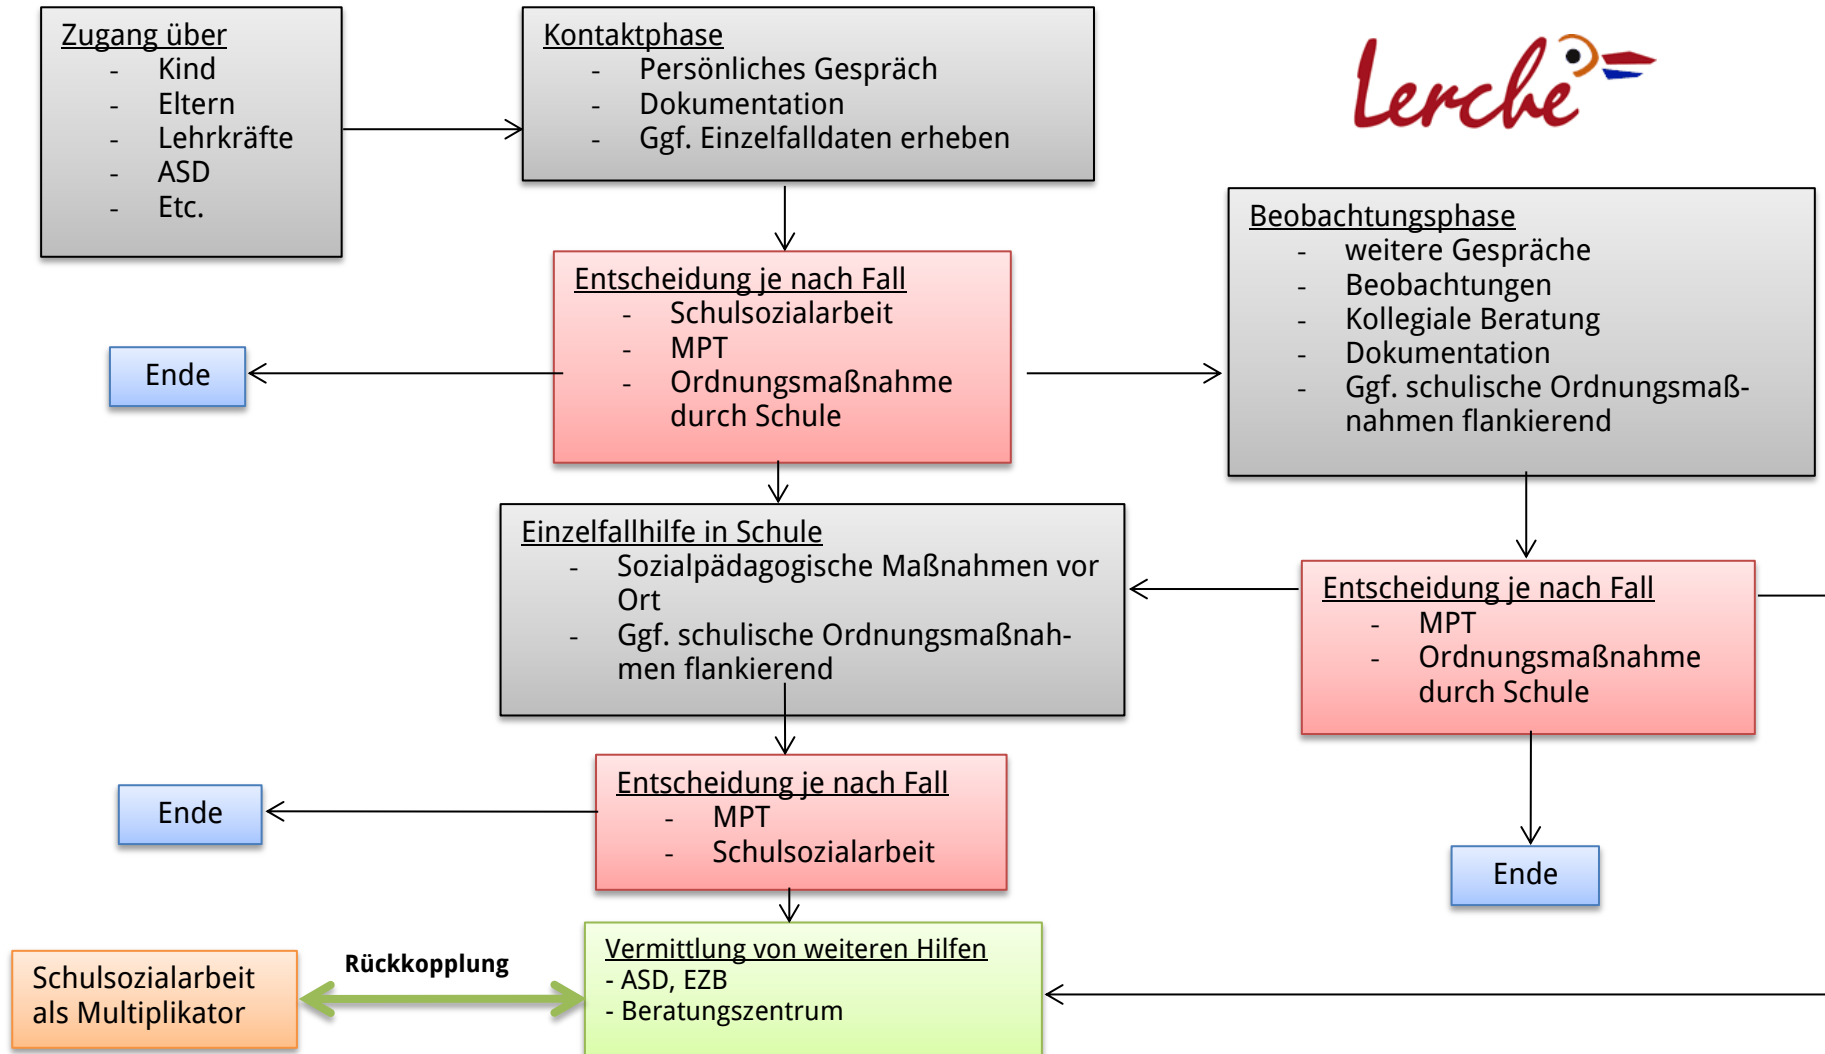 Zugang über
- Kind
- Eltern
- Lehrkräfte
- ASD
- Etc.
Kontaktphase
- Persönliches Gespräch
- Dokumentation
- Ggf. Einzelfalldaten erheben
Lerche
Entscheidung je nach Fall
- Schulsozialarbeit
- MPT
- Ordnungsmaßnahme
durch Schule
Ende
Beobachtungsphase
- weitere Gespräche
- Beobachtungen
- Kollegiale Beratung
- Dokumentation
- Ggf. schulische Ordnungsmaß-
nahmen flankierend
Einzelfallhilfe in Schule
- Sozialpädagogische Maßnahmen vor
Ort
- Ggf. schulische Ordnungsmaßnah-
men flankierend
Entscheidung je nach Fall
- MPT
- Ordnungsmaßnahme
durch Schule
Entscheidung je nach Fall
- MPT
- Schulsozialarbeit
Ende
Ende
Vermittlung von weiteren Hilfen
- ASD, EZB
- Beratungszentrum
Rückkopplung
Schulsozialarbeit
als Multiplikator